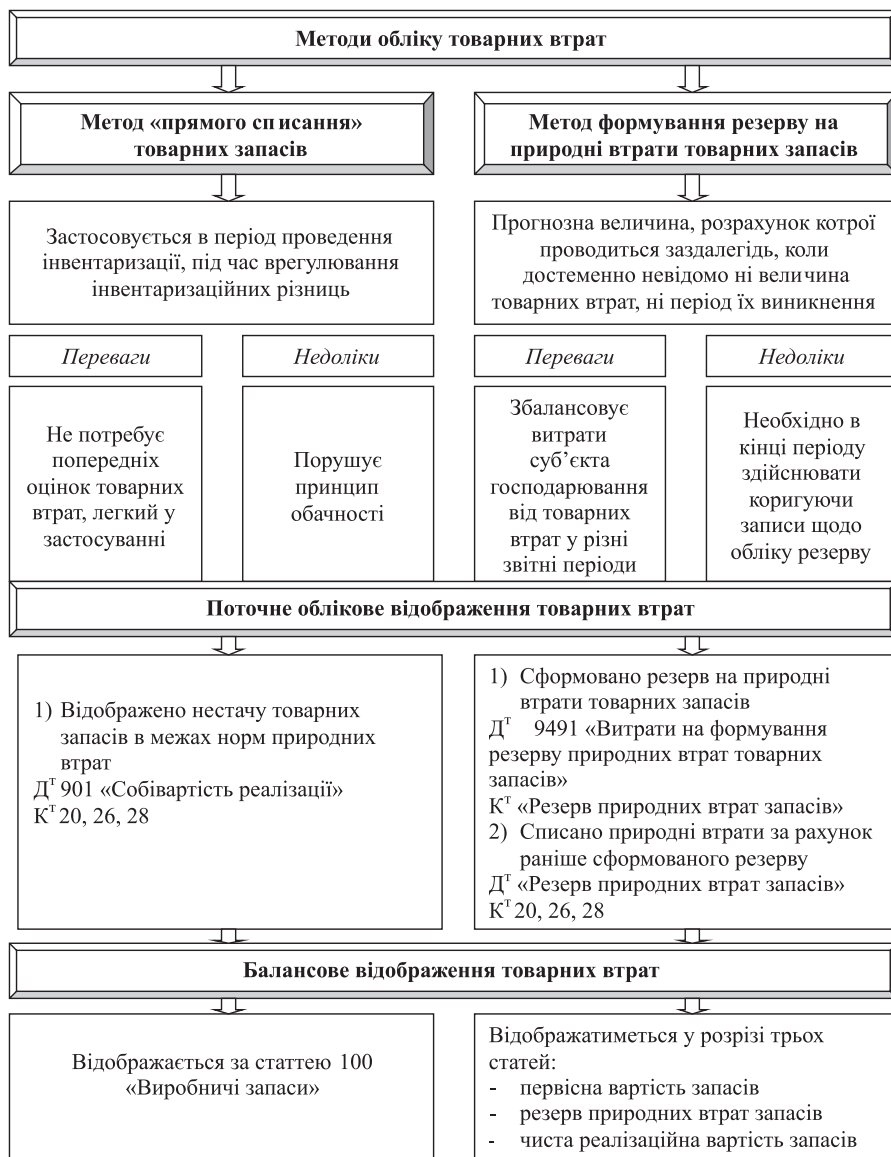 Методи обліку товарних втрат
Метод «прямого списання»
товарних запасів
Метод формування резерву на
природні втрати товарних запасів
Застосовується в період проведення
інвентаризації, під час врегулювання
інвентаризаційних різниць
Прогнозна величина, розрахунок котрої
проводиться заздалегідь, коли
достеменно невідомо ні величина
товарних втрат, ні період їх виникнення
Переваги
Недоліки
Переваги
Недоліки
Не потребує
попередніх
оцінок товарних
втрат, легкий у
застосуванні
Порушує
принцип
обачності
Збалансовує
витрати
суб’єкта
господарювання
від товарних
втрат у різні
звітні періоди
Необхідно в
кінці періоду
здійснювати
коригуючи
записи щодо
обліку резерву
Поточне облікове відображення товарних втрат
1) Відображено нестачу товарних
запасів в межах норм природних
втрат
Дᵀ 901 «Собівартість реалізації»
Кᵀ 20, 26, 28
1) Сформовано резерв на природні
втрати товарних запасів
Дᵀ 9491 «Витрати на формування
резерву природних втрат товарних
запасів»
Кᵀ «Резерв природних втрат запасів»
2) Списано природні втрати за рахунок
раніше сформованого резерву
Дᵀ «Резерв природних втрат запасів»
Кᵀ 20, 26, 28
Балансове відображення товарних втрат
Відображається за статтею 100
«Виробничі запаси»
Відображатиметься у розрізі трьох
статей:
- первісна вартість запасів
- резерв природних втрат запасів
- чиста реалізаційна вартість запасів